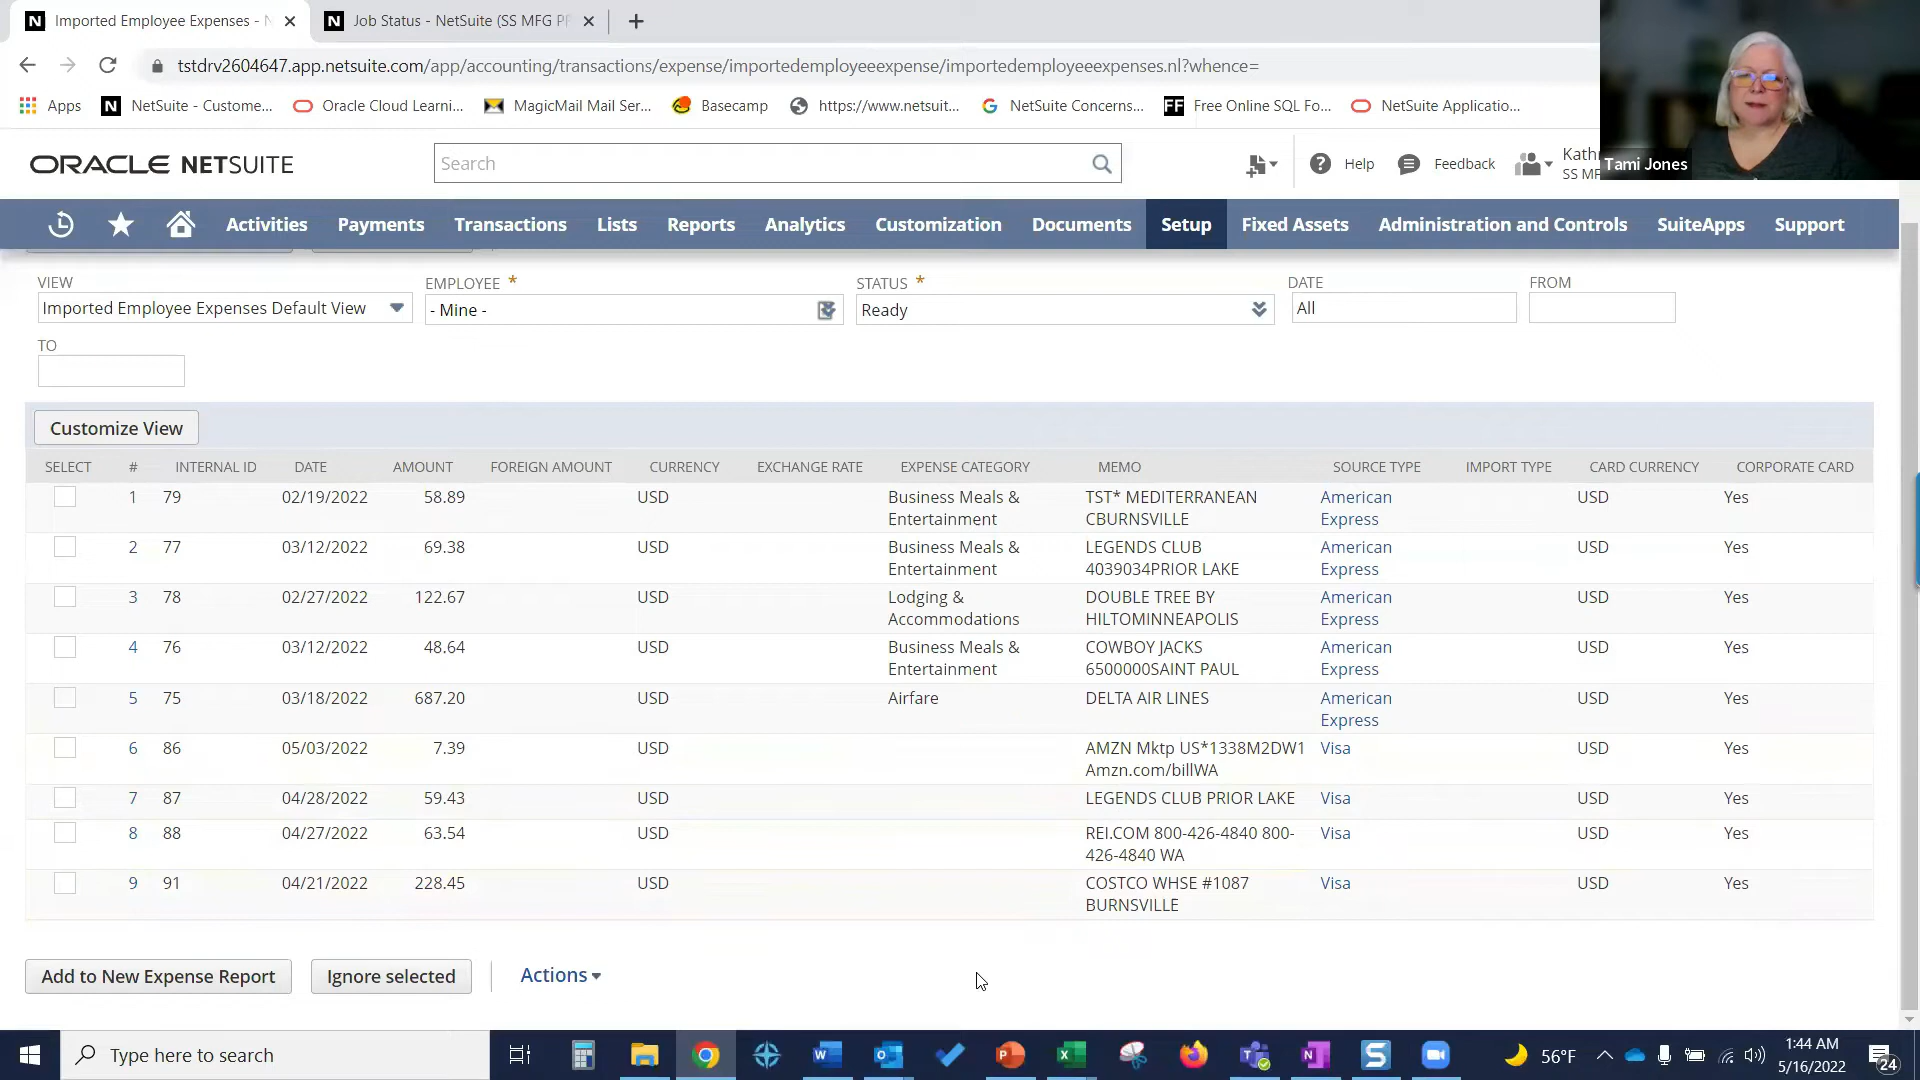 Imported Employee Expenses - N
Job Status - NetSuite (SS MFG PR
tstdrv2604647.app.netsuite.com/app/accounting/transactions/expense/importedemployeeexpense/importedemployeeexpenses.nl?whence=
Apps
NetSuite - Custome...
Oracle Cloud Learni...
MagicMail Mail Ser...
Basecamp
https://www.netsuit...
NetSuite Concerns...
FF Free Online SQL Fo...
NetSuite Applicatio...
ORACLE NETSUITE
Search
Help
Feedback
Kath
SS MF
Tami Jones
Activities Payments Transactions Lists Reports Analytics Customization Documents Setup Fixed Assets Administration and Controls SuiteApps Support
VIEW
Imported Employee Expenses Default View
EMPLOYEE *
- Mine -
STATUS *
Ready
DATE
All
FROM
TO
Customize View
SELECT # INTERNAL ID DATE AMOUNT FOREIGN AMOUNT CURRENCY EXCHANGE RATE EXPENSE CATEGORY MEMO SOURCE TYPE IMPORT TYPE CARD CURRENCY CORPORATE CARD
1 79 02/19/2022 58.89 USD Business Meals & TST* MEDITERRANEAN American USD Yes
Entertainment CBURNSVILLE Express
2 77 03/12/2022 69.38 USD Business Meals & LEGENDS CLUB American USD Yes
Entertainment 4039034PRIOR LAKE Express
3 78 02/27/2022 122.67 USD Lodging & DOUBLE TREE BY American USD Yes
Accommodations HILTOMINNEAPOLIS Express
4 76 03/12/2022 48.64 USD Business Meals & COWBOY JACKS American USD Yes
Entertainment 6500000SAINT PAUL Express
5 75 03/18/2022 687.20 USD Airfare DELTA AIR LINES American USD Yes
Express
6 86 05/03/2022 7.39 USD AMZN Mktp US*1338M2DW1 Visa USD Yes
Amzn.com/billWA
7 87 04/28/2022 59.43 USD LEGENDS CLUB PRIOR LAKE Visa USD Yes
8 88 04/27/2022 63.54 USD REI.COM 800-426-4840 800- Visa USD Yes
426-4840 WA
9 91 04/21/2022 228.45 USD COSTCO WHSE #1087 Visa USD Yes
BURNSVILLE
Add to New Expense Report
Ignore selected
Actions
Type here to search
56°F
1:44 AM
5/16/2022
24